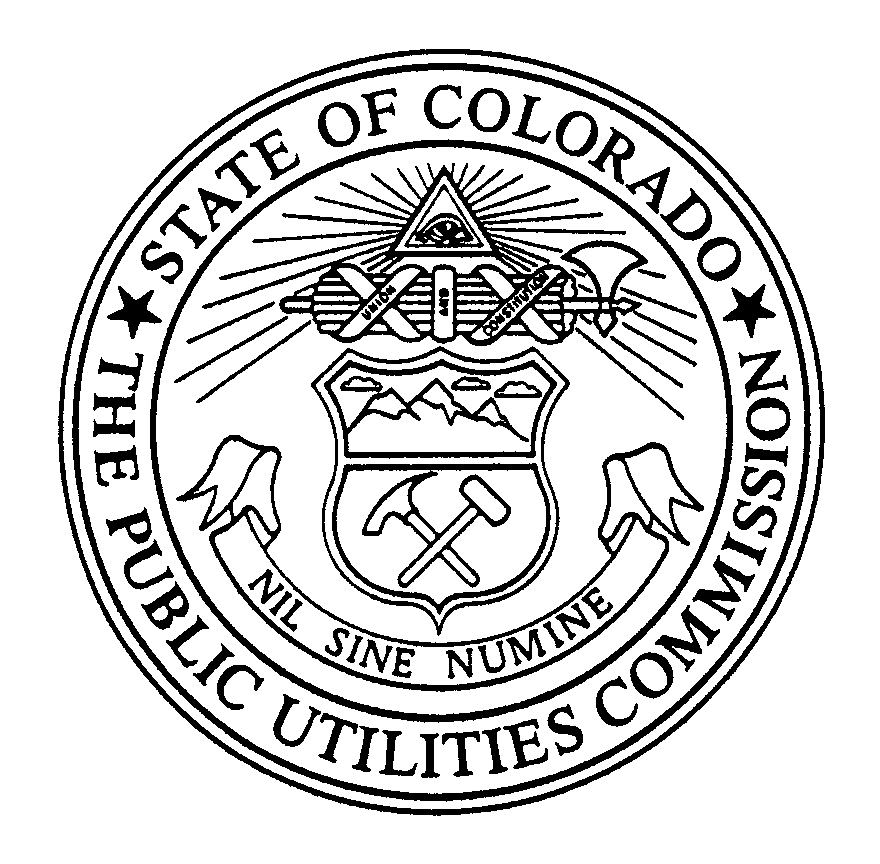 STATE OF COLORADO
UNION AND CONSTITUTION
NIL SINE NUMINE
THE PUBLIC UTILITIES COMMISSION